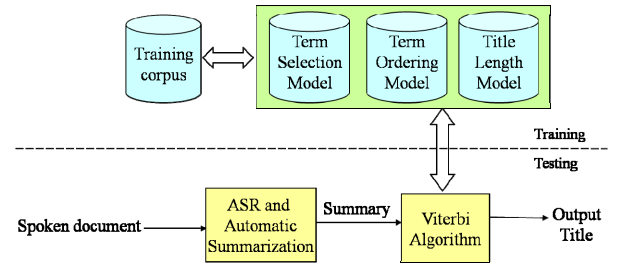 Training
corpus
Term
Selection
Model
Term
Ordering
Model
Title
Length
Model
Training
Testing
Spoken document
ASR and
Automatic
Summarization
Summary
Viterbi
Algorithm
Output
Title